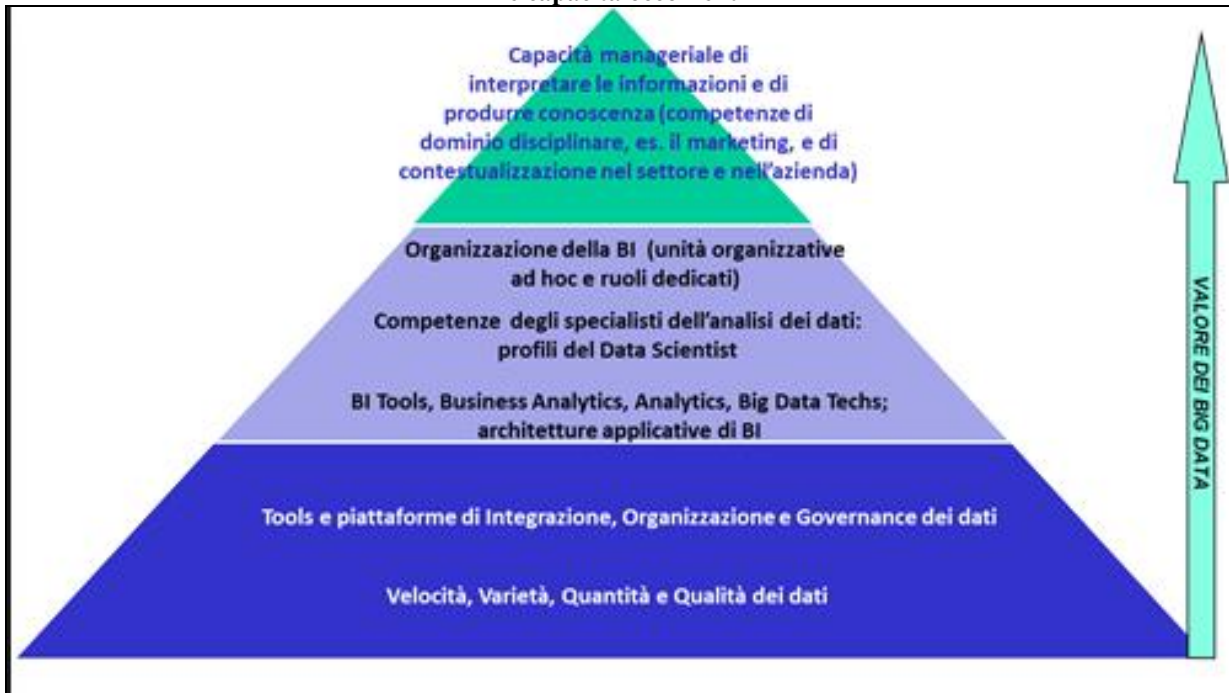 Capacità manageriale di
interpretare le informazioni e di
produrre conoscenza (competenze di
dominio disciplinare, es. il marketing, e di
contestualizzazione nel settore e nell'azienda)
Organizzazione della BI (unità organizzative
ad hoc e ruoli dedicati)
Competenze degli specialisti dell'analisi dei dati:
profili del Data Scientist
BI Tools, Business Analytics, Analytics, Big Data Techs;
architetture applicative di BI
Tools e piattaforme di Integrazione, Organizzazione e Governance dei dati
Velocità, Varietà, Quantità e Qualità dei dati
VALORE DEI BIG DATA